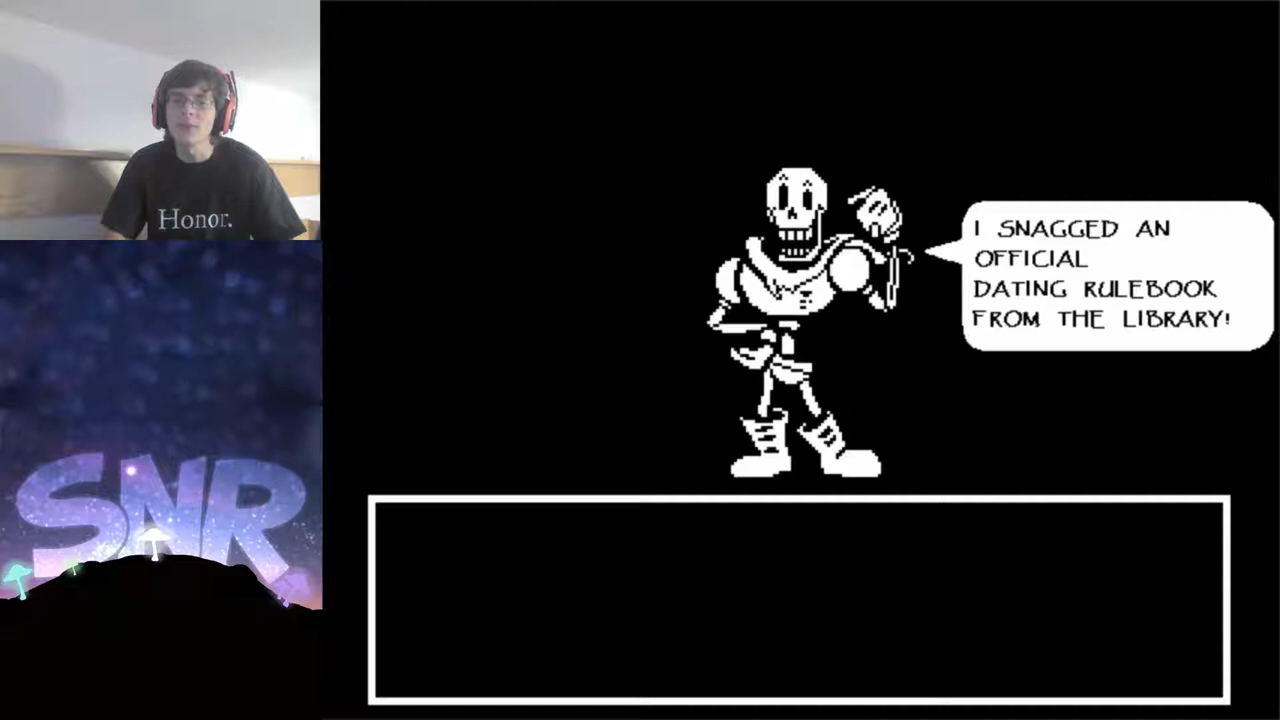 Honor.
SNR
I SNAGGED AN
OFFICIAL
DATING RULEBOOK
FROM THE LIBRARY!